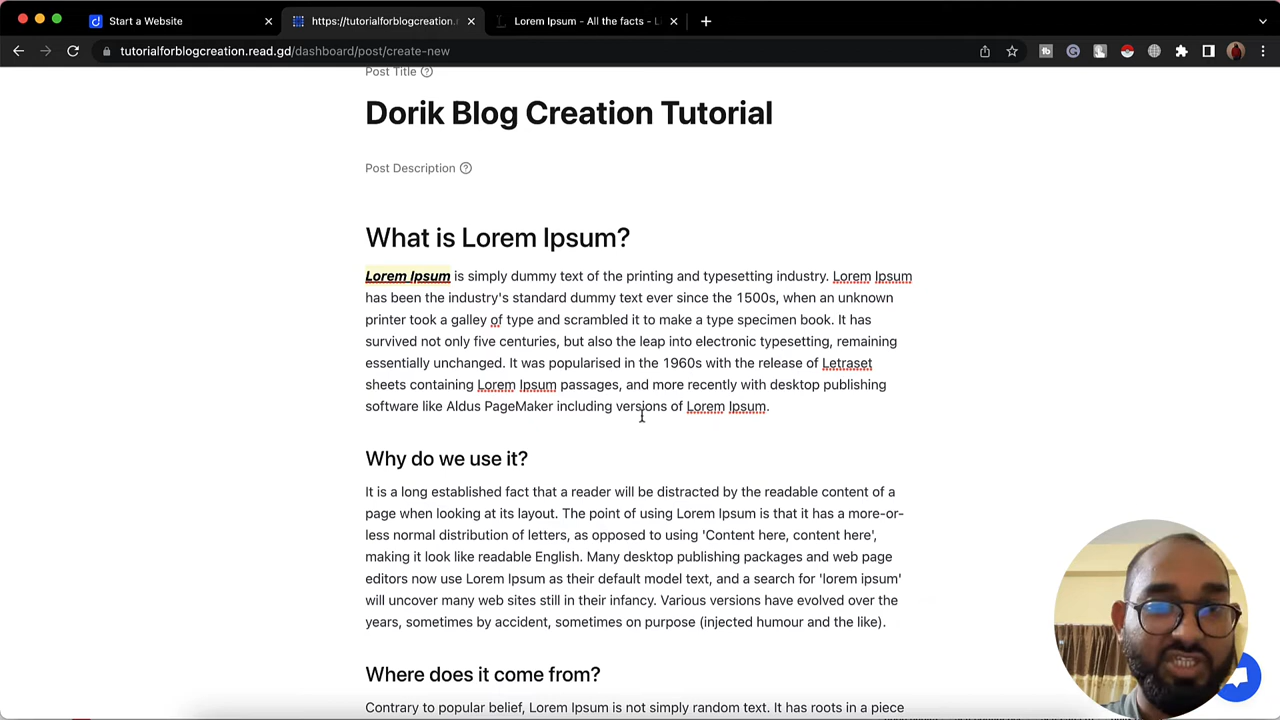 Start a Website
https://tutorialforblogcreation.r
Lorem Ipsum - All the facts - L
tutorialforblogcreation.read.gd/dashboard/post/create-new
Post Title
Dorik Blog Creation Tutorial
Post Description
What is Lorem Ipsum?
Lorem Ipsum is simply dummy text of the printing and typesetting industry. Lorem Ipsum
has been the industry's standard dummy text ever since the 1500s, when an unknown
printer took a galley of type and scrambled it to make a type specimen book. It has
survived not only five centuries, but also the leap into electronic typesetting, remaining
essentially unchanged. It was popularised in the 1960s with the release of Letraset
sheets containing Lorem Ipsum passages, and more recently with desktop publishing
software like Aldus PageMaker including versions of Lorem Ipsum.
Why do we use it?
It is a long established fact that a reader will be distracted by the readable content of a
page when looking at its layout. The point of using Lorem Ipsum is that it has a more-or-
less normal distribution of letters, as opposed to using 'Content here, content here',
making it look like readable English. Many desktop publishing packages and web page
editors now use Lorem Ipsum as their default model text, and a search for 'lorem ipsum'
will uncover many web sites still in their infancy. Various versions have evolved over the
years, sometimes by accident, sometimes on purpose (injected humour and the like).
Where does it come from?
Contrary to popular belief, Lorem Ipsum is not simply random text. It has roots in a piece